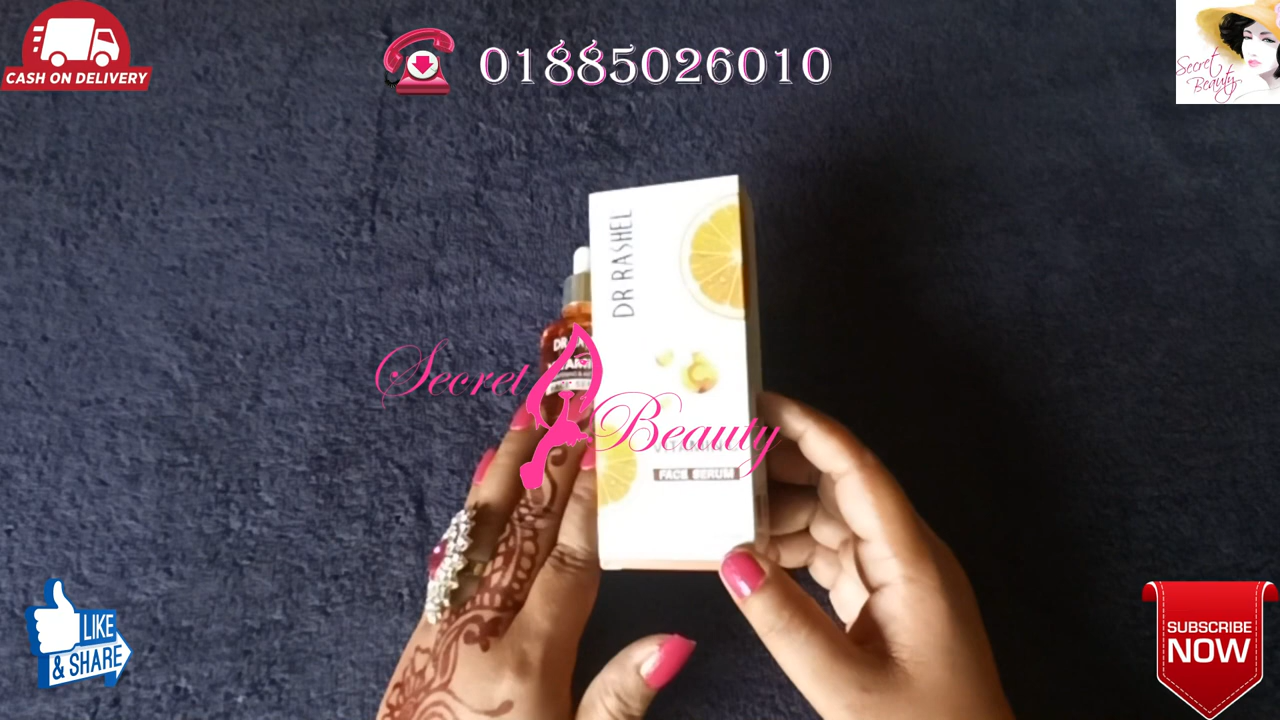 CASH ON DELIVERY
01885026010
Secret
Beauty
DR RASHEL
Secret
Beauty
FACE SERUM
LIKE
& SHARE
SUBSCRIBE
NOW